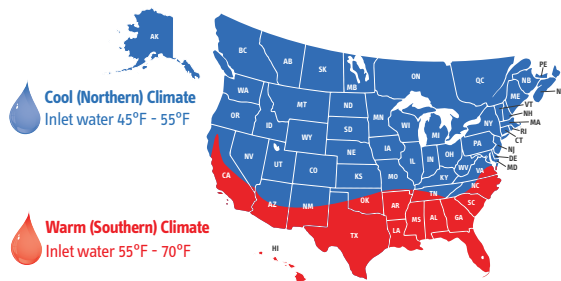 AK
BC
AB
SK
MB
ON
QC
NB
PE
N
Cool (Northern) Climate
Inlet water 45°F - 55°F
WA
MT
ND
MN
ME
VT
NH
MA
RI
CT
OR
ID
WY
SD
WI
MI
NY
PA
NJ
DE
MD
NV
UT
CO
NE
IA
IL
IN
OH
WV
VA
KS
MO
KY
CA
AZ
NM
OK
AR
TN
NC
SC
Warm (Southern) Climate
Inlet water 55°F - 70°F
TX
LA
MS
AL
GA
FL
HI